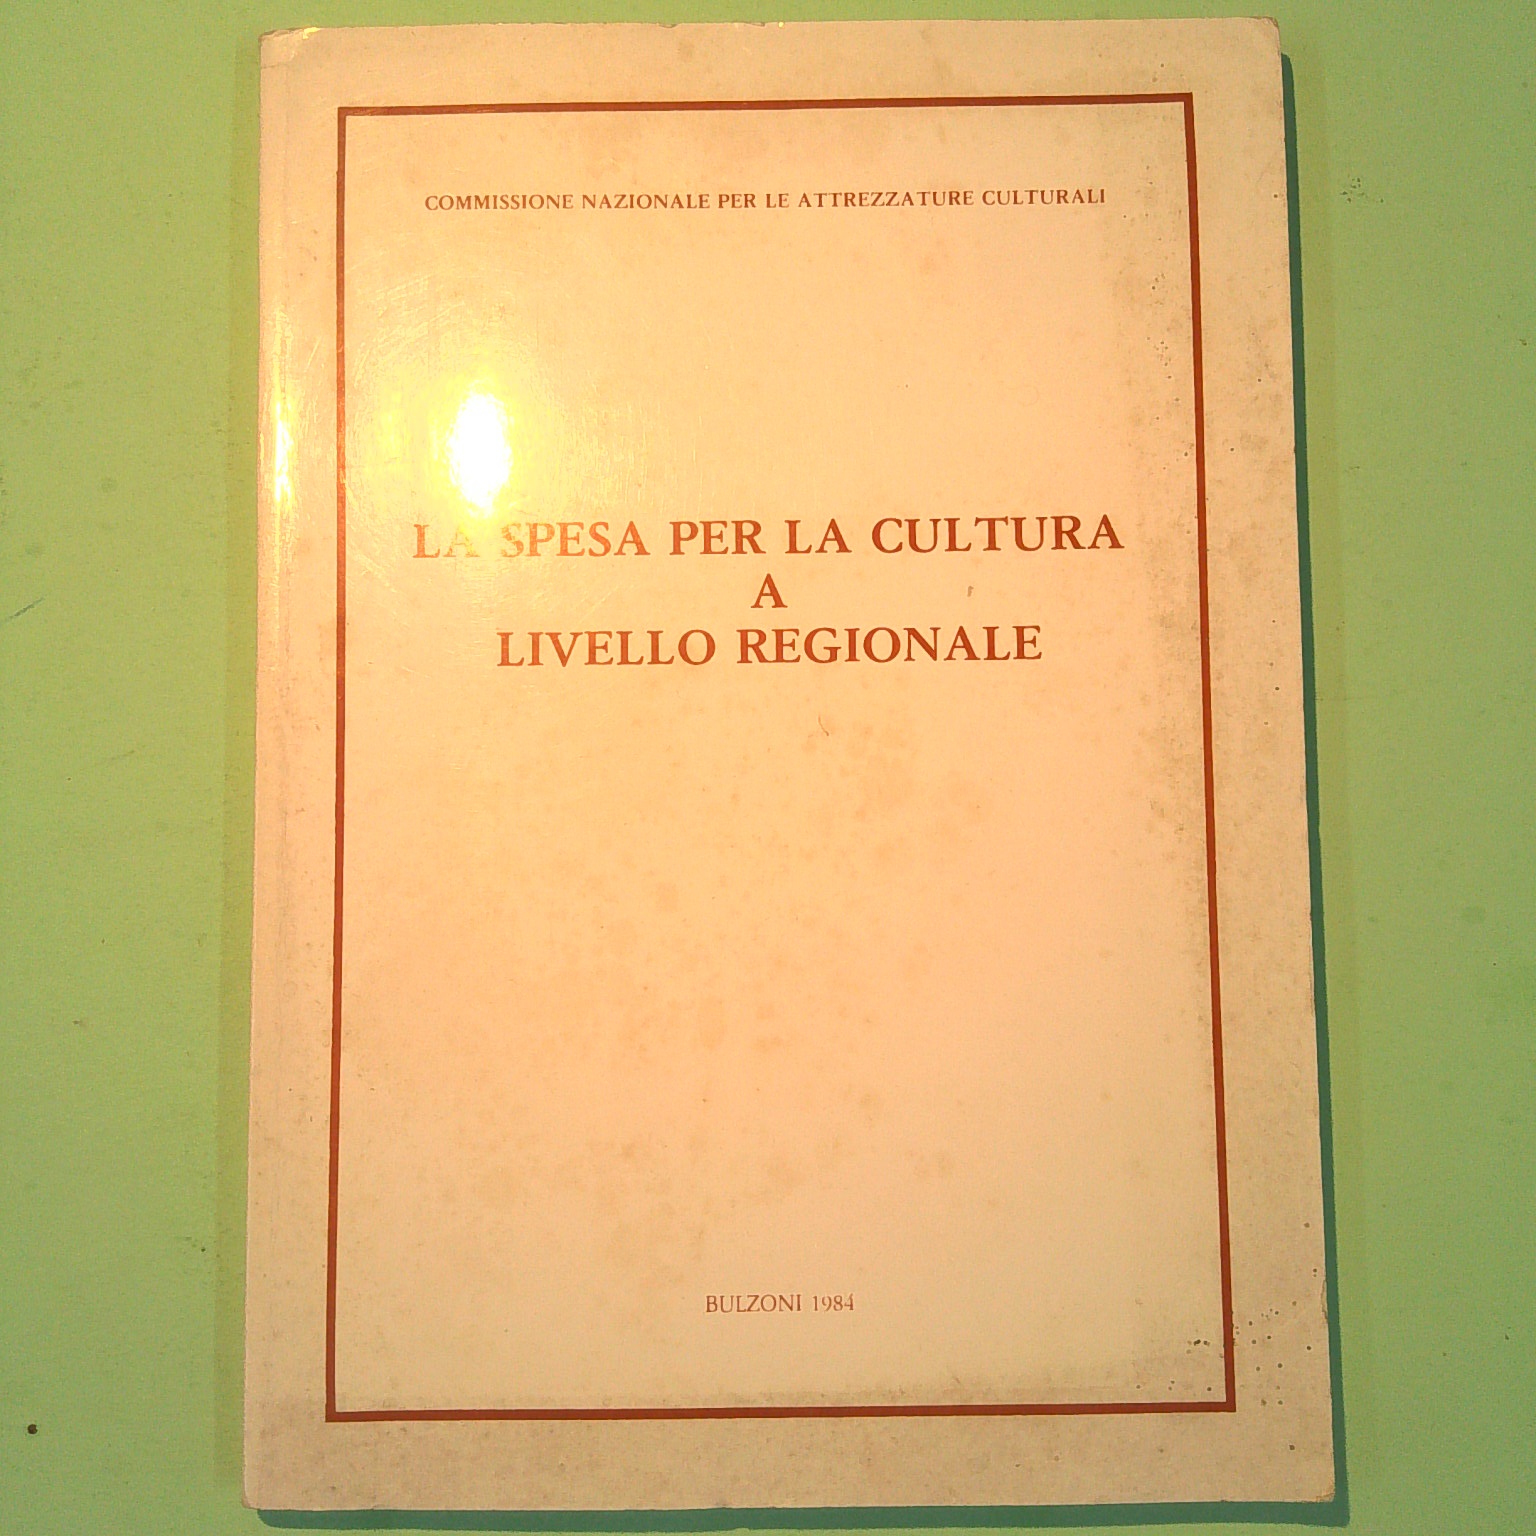 COMMISSIONE NAZIONALE PER LE ATTREZZATURE CULTURALI
LA SPESA PER LA CULTURA
A
LIVELLO REGIONALE
BULZONI 1984